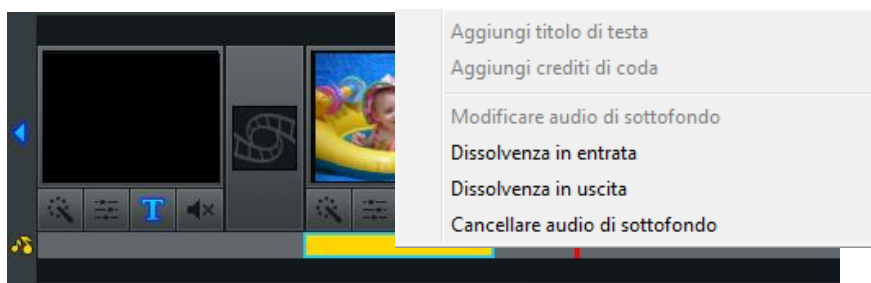 Aggiungi titolo di testa
Aggiungi crediti di coda
Modificare audio di sottofondo
Dissolvenza in entrata
Dissolvenza in uscita
Cancellare audio di sottofondo
T